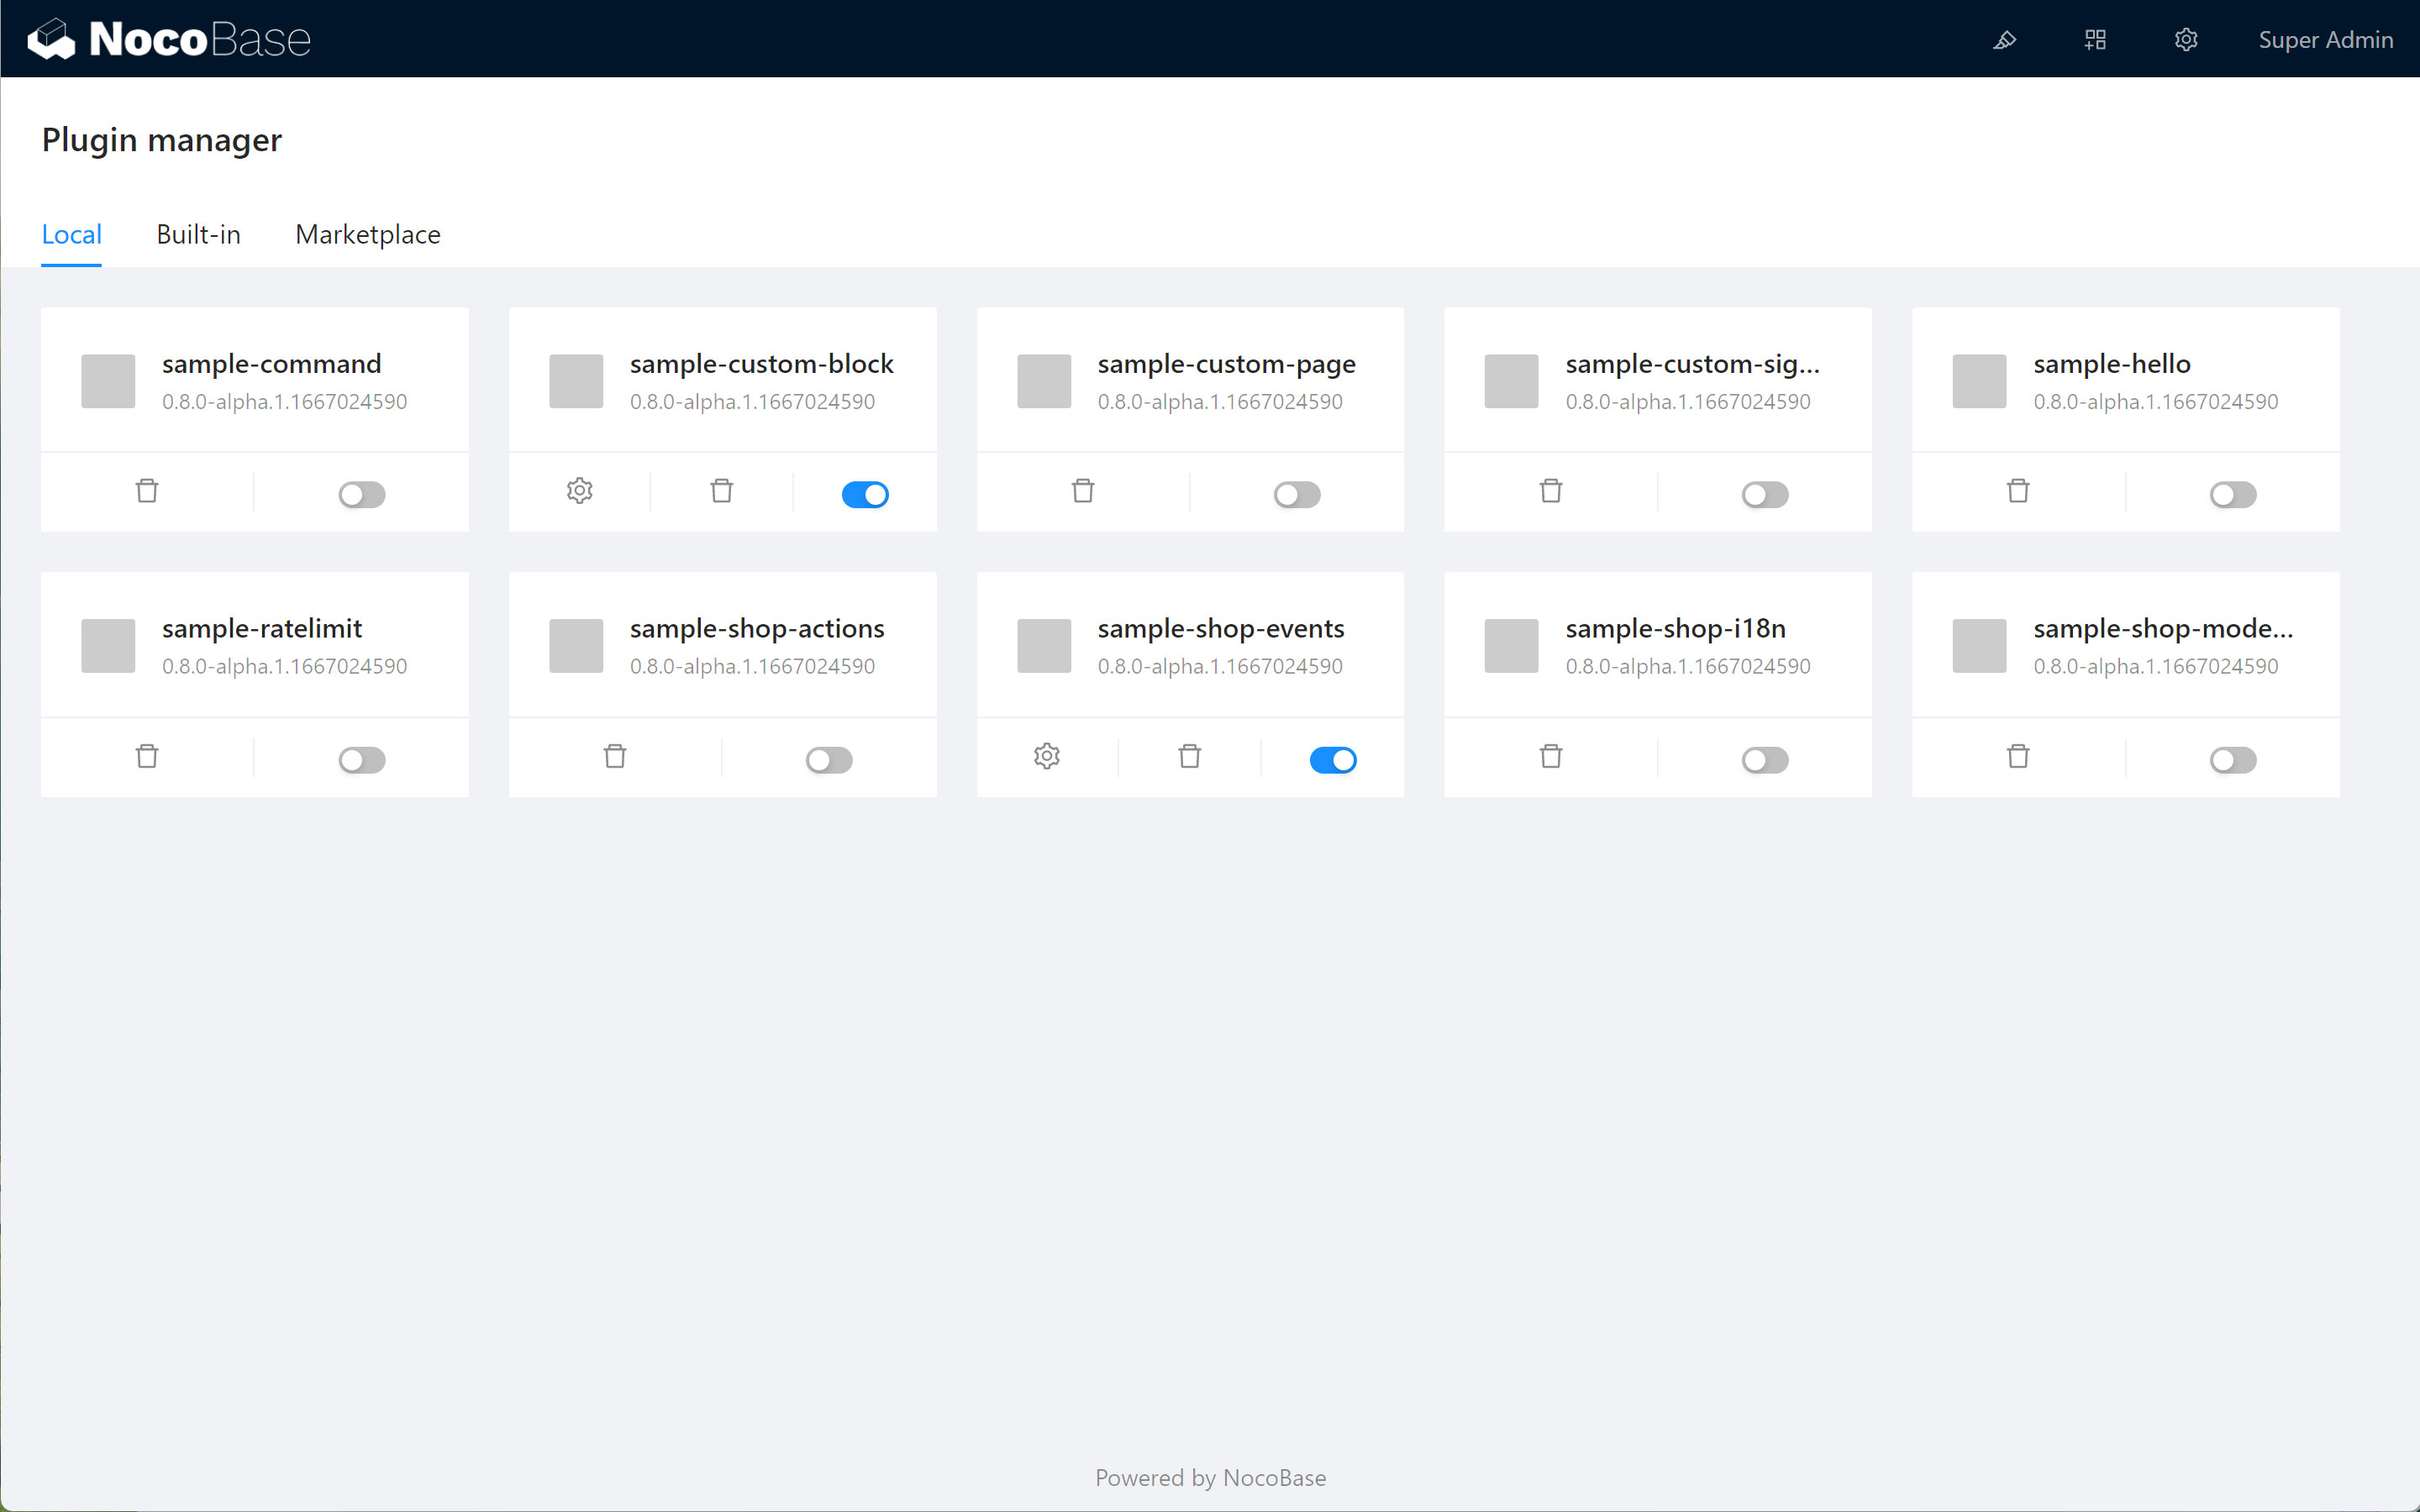 NocoBase
Super Admin
Plugin manager
Local
Built-in
Marketplace
sample-command
0.8.0-alpha.1.1667024590
sample-custom-block
0.8.0-alpha.1.1667024590
sample-custom-page
0.8.0-alpha.1.1667024590
sample-custom-sig...
0.8.0-alpha.1.1667024590
sample-hello
0.8.0-alpha.1.1667024590
sample-ratelimit
0.8.0-alpha.1.1667024590
sample-shop-actions
0.8.0-alpha.1.1667024590
sample-shop-events
0.8.0-alpha.1.1667024590
sample-shop-i18n
0.8.0-alpha.1.1667024590
sample-shop-mode...
0.8.0-alpha.1.1667024590
Powered by NocoBase